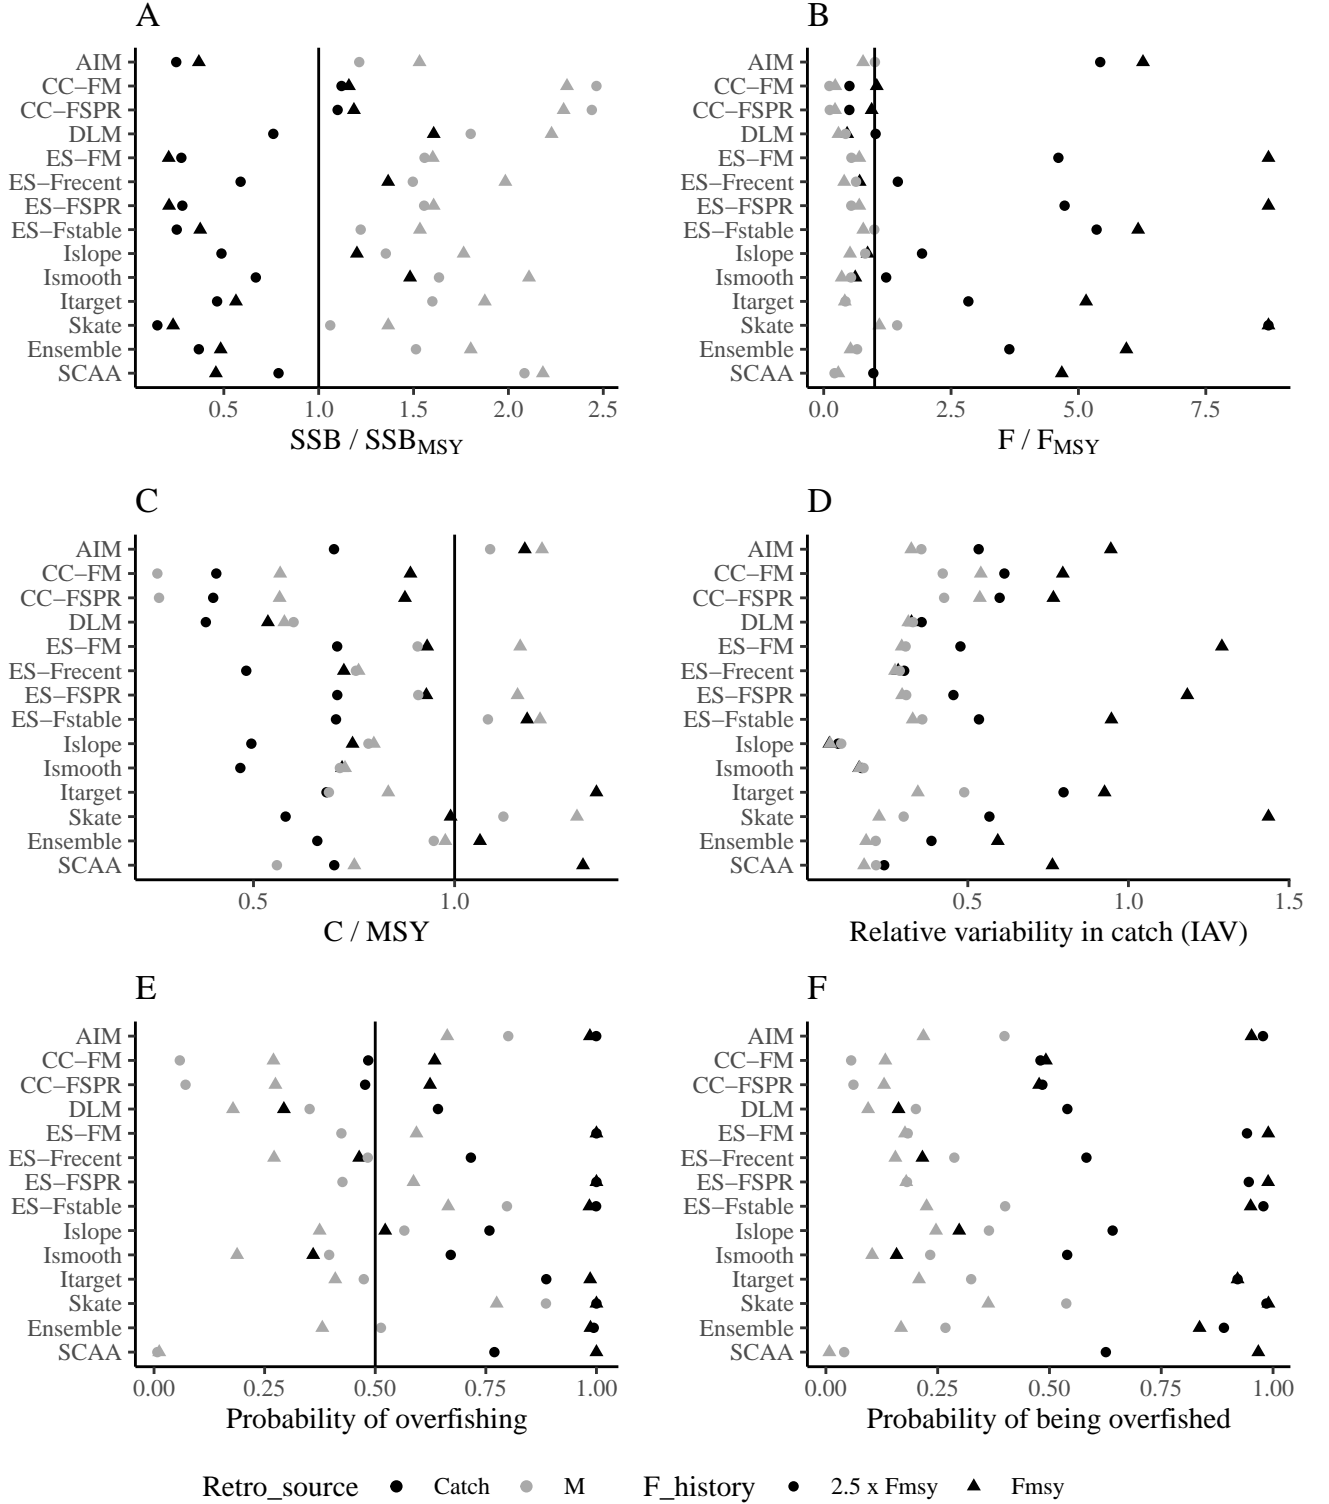 A
AIM
CC−FM
CC−FSPR
DLM
ES−FM
ES−Frecent
ES−FSPR
ES−Fstable
Islope
Ismooth
Itarget
Skate
Ensemble
SCAA
0.5 1.0 1.5 2.0 2.5
SSB / SSBMSY
B
AIM
CC−FM
CC−FSPR
DLM
ES−FM
ES−Frecent
ES−FSPR
ES−Fstable
Islope
Ismooth
Itarget
Skate
Ensemble
SCAA
0.0 2.5 5.0 7.5
F / FMSY
C
AIM
CC−FM
CC−FSPR
DLM
ES−FM
ES−Frecent
ES−FSPR
ES−Fstable
Islope
Ismooth
Itarget
Skate
Ensemble
SCAA
0.5 1.0
C / MSY
D
AIM
CC−FM
CC−FSPR
DLM
ES−FM
ES−Frecent
ES−FSPR
ES−Fstable
Islope
Ismooth
Itarget
Skate
Ensemble
SCAA
0.5 1.0 1.5
Relative variability in catch (IAV)
E
AIM
CC−FM
CC−FSPR
DLM
ES−FM
ES−Frecent
ES−FSPR
ES−Fstable
Islope
Ismooth
Itarget
Skate
Ensemble
SCAA
0.00 0.25 0.50 0.75 1.00
Probability of overfishing
F
AIM
CC−FM
CC−FSPR
DLM
ES−FM
ES−Frecent
ES−FSPR
ES−Fstable
Islope
Ismooth
Itarget
Skate
Ensemble
SCAA
0.00 0.25 0.50 0.75 1.00
Probability of being overfished
Retro_source Catch M F_history 2.5 x Fmsy Fmsy